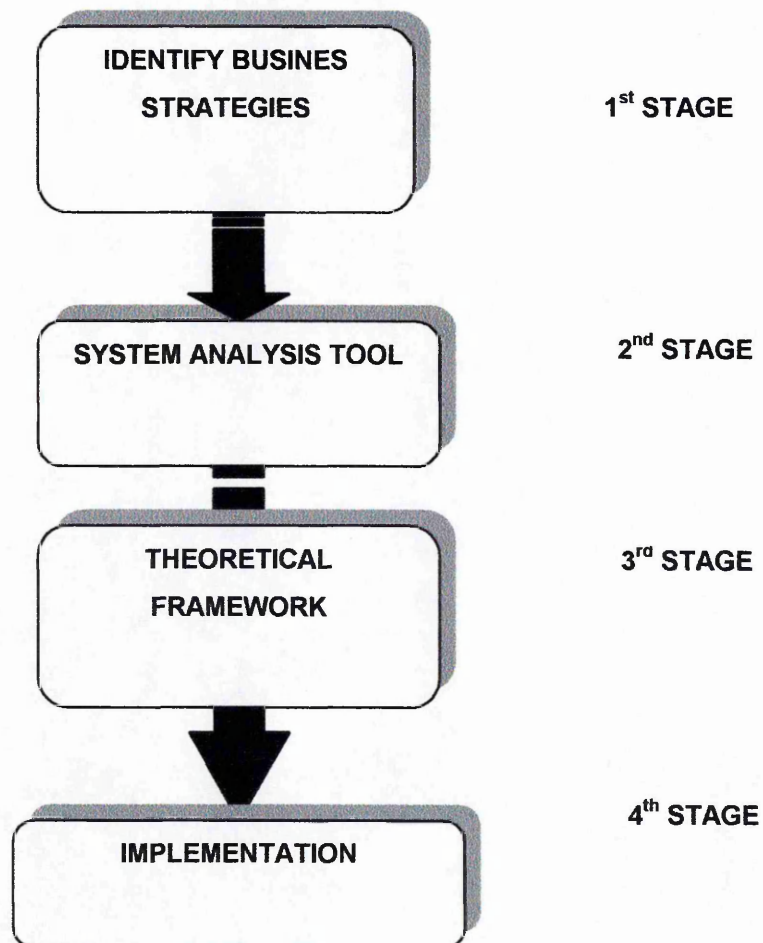 IDENTIFY BUSINES
STRATEGIES
1st STAGE
SYSTEM ANALYSIS TOOL
2nd STAGE
THEORETICAL
FRAMEWORK
3rd STAGE
IMPLEMENTATION
4th STAGE